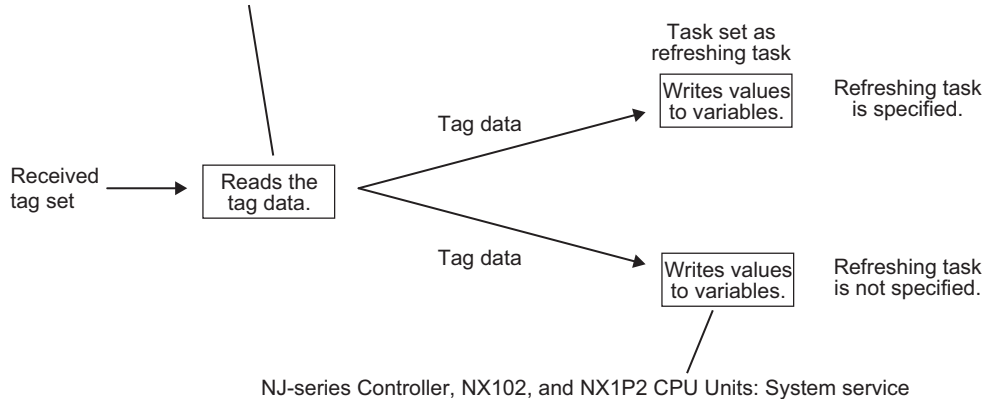 Task set as
refreshing task
Writes values
to variables.
Refreshing task
is specified.
Tag data
Received
tag set
Reads the
tag data.
Tag data
Writes values
to variables.
Refreshing task
is not specified.
NJ-series Controller, NX102, and NX1P2 CPU Units: System service